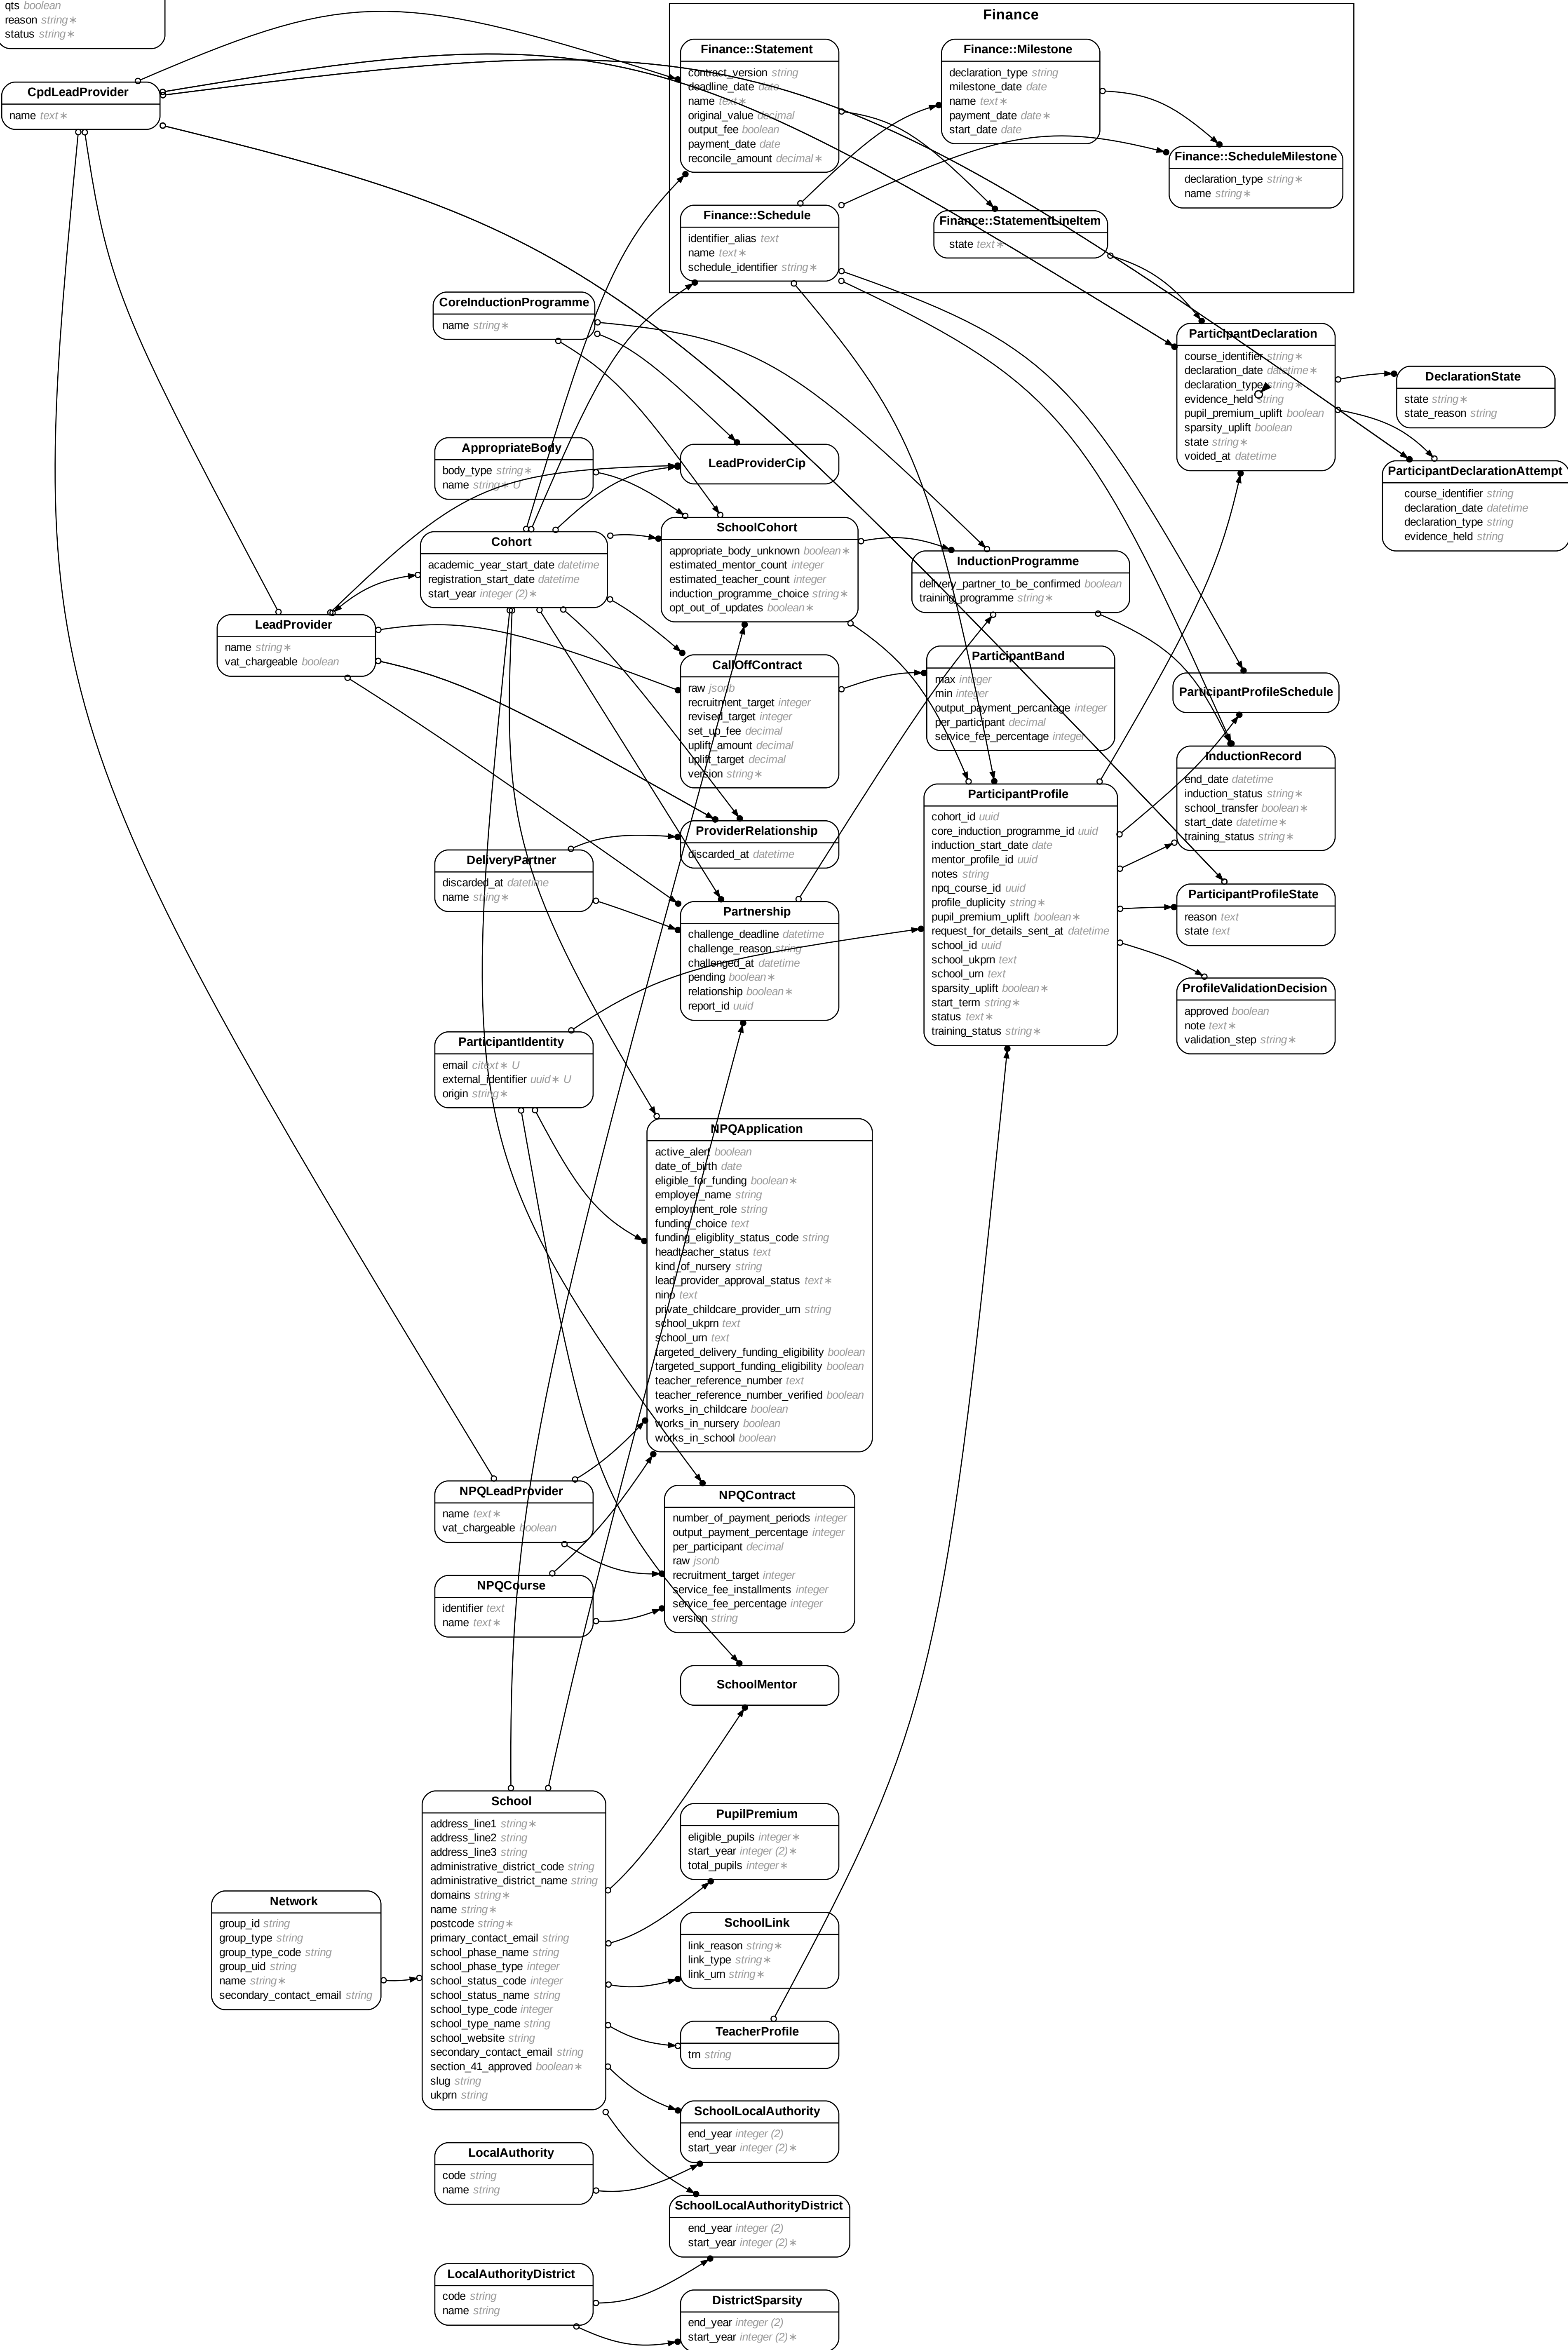 qts boolean
reason string∗
status string∗
CpdLeadProvider
name text∗
Finance
Finance::Statement
contract_version string
deadline_date date
name text∗
original_value decimal
output_fee boolean
payment_date date
reconcile_amount decimal∗
Finance::Milestone
declaration_type string
milestone_date date
name text∗
payment_date date∗
start_date date
Finance::ScheduleMilestone
declaration_type string∗
name string∗
Finance::Schedule
identifier_alias text
name text∗
schedule_identifier string∗
Finance::StatementLineItem
state text∗
CoreInductionProgramme
name string∗
ParticipantDeclaration
course_identifier string∗
declaration_date datetime∗
declaration_type string∗
evidence_held string
pupil_premium_uplift boolean
sparsity_uplift boolean
state string∗
voided_at datetime
DeclarationState
state string∗
state_reason string
ParticipantDeclarationAttempt
course_identifier string
declaration_date datetime
declaration_type string
evidence_held string
AppropriateBody
body_type string∗
name string∗ U
LeadProviderCip
Cohort
academic_year_start_date datetime
registration_start_date datetime
start_year integer (2)∗
SchoolCohort
appropriate_body_unknown boolean∗
estimated_mentor_count integer
estimated_teacher_count integer
induction_programme_choice string∗
opt_out_of_updates boolean∗
InductionProgramme
delivery_partner_to_be_confirmed boolean
training_programme string∗
LeadProvider
name string∗
vat_chargeable boolean
CallOffContract
raw jsonb
recruitment_target integer
revised_target integer
set_up_fee decimal
uplift_amount decimal
uplift_target decimal
version string∗
ParticipantBand
max integer
min integer
output_payment_percantage integer
per_participant decimal
service_fee_percentage integer
ParticipantProfileSchedule
InductionRecord
end_date datetime
induction_status string∗
school_transfer boolean∗
start_date datetime∗
training_status string∗
ParticipantProfile
cohort_id uuid
core_induction_programme_id uuid
induction_start_date date
mentor_profile_id uuid
notes string
npq_course_id uuid
profile_duplicity string∗
pupil_premium_uplift boolean∗
request_for_details_sent_at datetime
school_id uuid
school_ukprn text
school_urn text
sparsity_uplift boolean∗
start_term string∗
status text∗
training_status string∗
ProviderRelationship
discarded_at datetime
DeliveryPartner
discarded_at datetime
name string∗
ParticipantProfileState
reason text
state text
Partnership
challenge_deadline datetime
challenge_reason string
challenged_at datetime
pending boolean∗
relationship boolean∗
report_id uuid
ProfileValidationDecision
approved boolean
note text∗
validation_step string∗
ParticipantIdentity
email citext∗ U
external_identifier uuid∗ U
origin string∗
NPQApplication
active_alert boolean
date_of_birth date
eligible_for_funding boolean∗
employer_name string
employment_role string
funding_choice text
funding_eligiblity_status_code string
headteacher_status text
kind_of_nursery string
lead_provider_approval_status text∗
nino text
private_childcare_provider_urn string
school_ukprn text
school_urn text
targeted_delivery_funding_eligibility boolean
targeted_support_funding_eligibility boolean
teacher_reference_number text
teacher_reference_number_verified boolean
works_in_childcare boolean
works_in_nursery boolean
works_in_school boolean
NPQLeadProvider
name text∗
vat_chargeable boolean
NPQContract
number_of_payment_periods integer
output_payment_percentage integer
per_participant decimal
raw jsonb
recruitment_target integer
service_fee_installments integer
service_fee_percentage integer
version string
NPQCourse
identifier text
name text∗
SchoolMentor
School
address_line1 string∗
address_line2 string
address_line3 string
administrative_district_code string
administrative_district_name string
domains string∗
name string∗
postcode string∗
primary_contact_email string
school_phase_name string
school_phase_type integer
school_status_code integer
school_status_name string
school_type_code integer
school_type_name string
school_website string
secondary_contact_email string
section_41_approved boolean∗
slug string
ukprn string
PupilPremium
eligible_pupils integer∗
start_year integer (2)∗
total_pupils integer∗
Network
group_id string
group_type string
group_type_code string
group_uid string
name string∗
secondary_contact_email string
SchoolLink
link_reason string∗
link_type string∗
link_urn string∗
TeacherProfile
trn string
SchoolLocalAuthority
end_year integer (2)
start_year integer (2)∗
LocalAuthority
code string
name string
SchoolLocalAuthorityDistrict
end_year integer (2)
start_year integer (2)∗
LocalAuthorityDistrict
code string
name string
DistrictSparsity
end_year integer (2)
start_year integer (2)∗